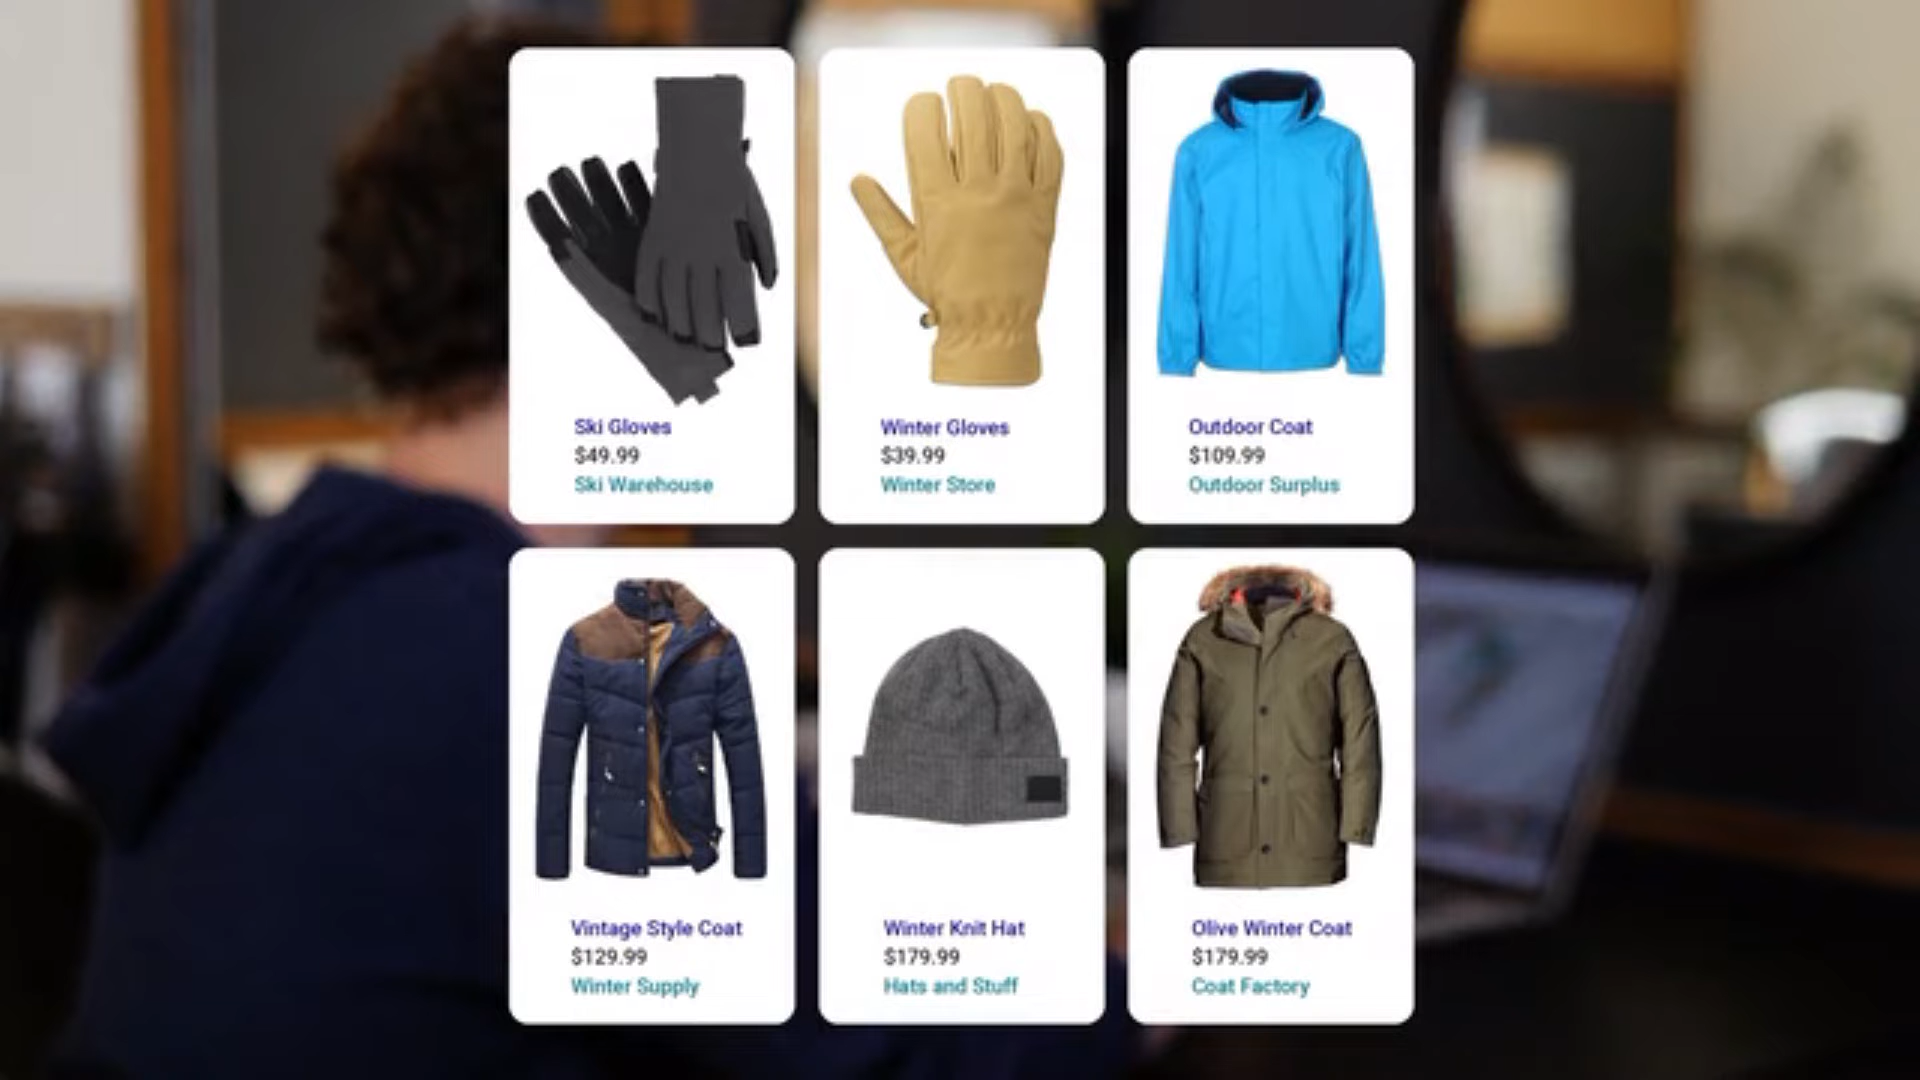 Ski Gloves
$49.99
Ski Warehouse
Winter Gloves
$39.99
Winter Store
Outdoor Coat
$109.99
Outdoor Surplus
Vintage Style Coat
$129.99
Winter Supply
Winter Knit Hat
$179.99
Hats and Stuff
Olive Winter Coat
$179.99
Coat Factory